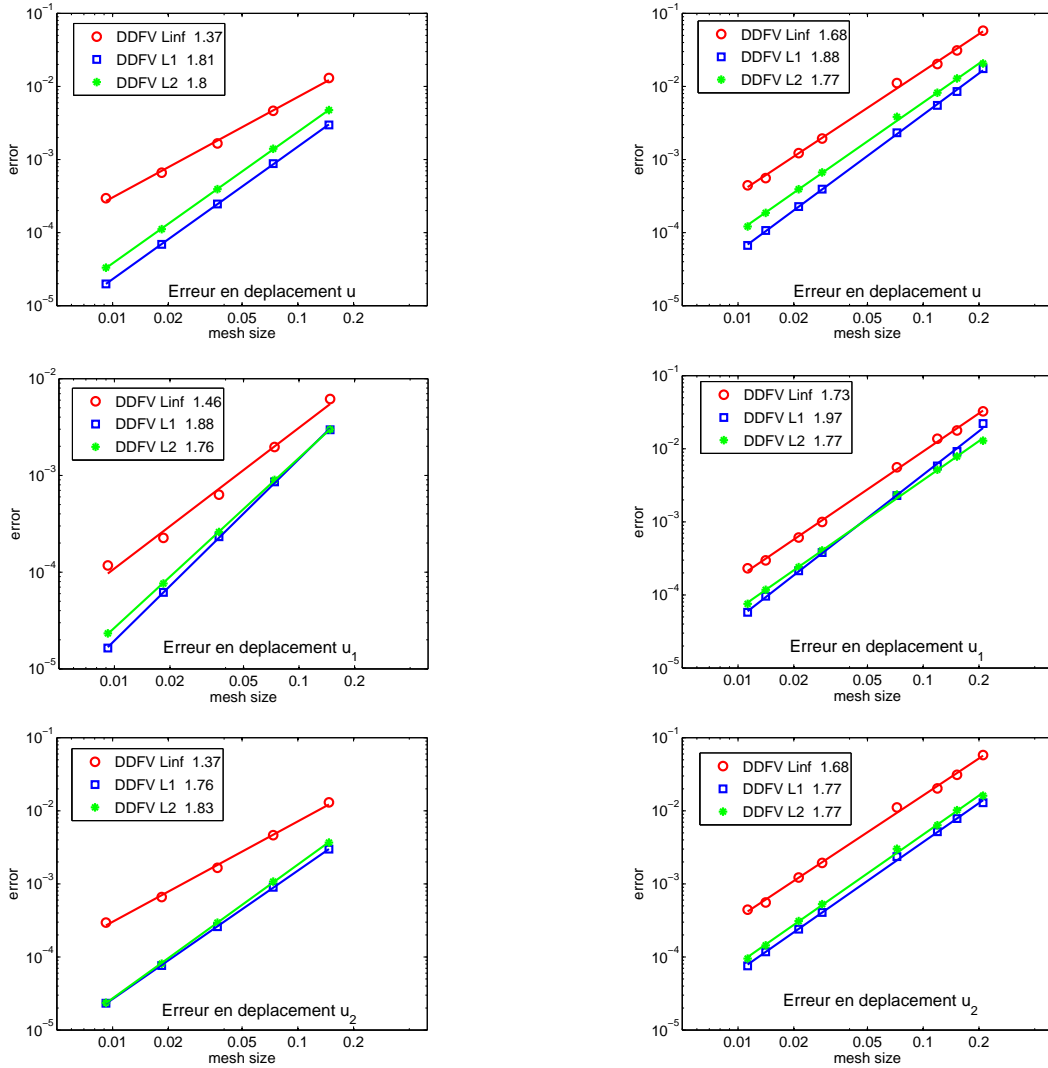 10^-1
10^-2
10^-3
10^-4
10^-5
error
DDFV Linf 1.37
DDFV L1 1.81
DDFV L2 1.8
Erreur en deplacement u
0.01 0.02 0.05 0.1 0.2
mesh size
10^-1
10^-2
10^-3
10^-4
10^-5
error
DDFV Linf 1.68
DDFV L1 1.88
DDFV L2 1.77
Erreur en deplacement u
0.01 0.02 0.05 0.1 0.2
mesh size
10^-2
10^-3
10^-4
10^-5
error
DDFV Linf 1.46
DDFV L1 1.88
DDFV L2 1.76
Erreur en deplacement u_1
0.01 0.02 0.05 0.1 0.2
mesh size
10^-1
10^-2
10^-3
10^-4
10^-5
error
DDFV Linf 1.73
DDFV L1 1.97
DDFV L2 1.77
Erreur en deplacement u_1
0.01 0.02 0.05 0.1 0.2
mesh size
10^-1
10^-2
10^-3
10^-4
10^-5
error
DDFV Linf 1.37
DDFV L1 1.76
DDFV L2 1.83
Erreur en deplacement u_2
0.01 0.02 0.05 0.1 0.2
mesh size
10^-1
10^-2
10^-3
10^-4
10^-5
error
DDFV Linf 1.68
DDFV L1 1.77
DDFV L2 1.77
Erreur en deplacement u_2
0.01 0.02 0.05 0.1 0.2
mesh size